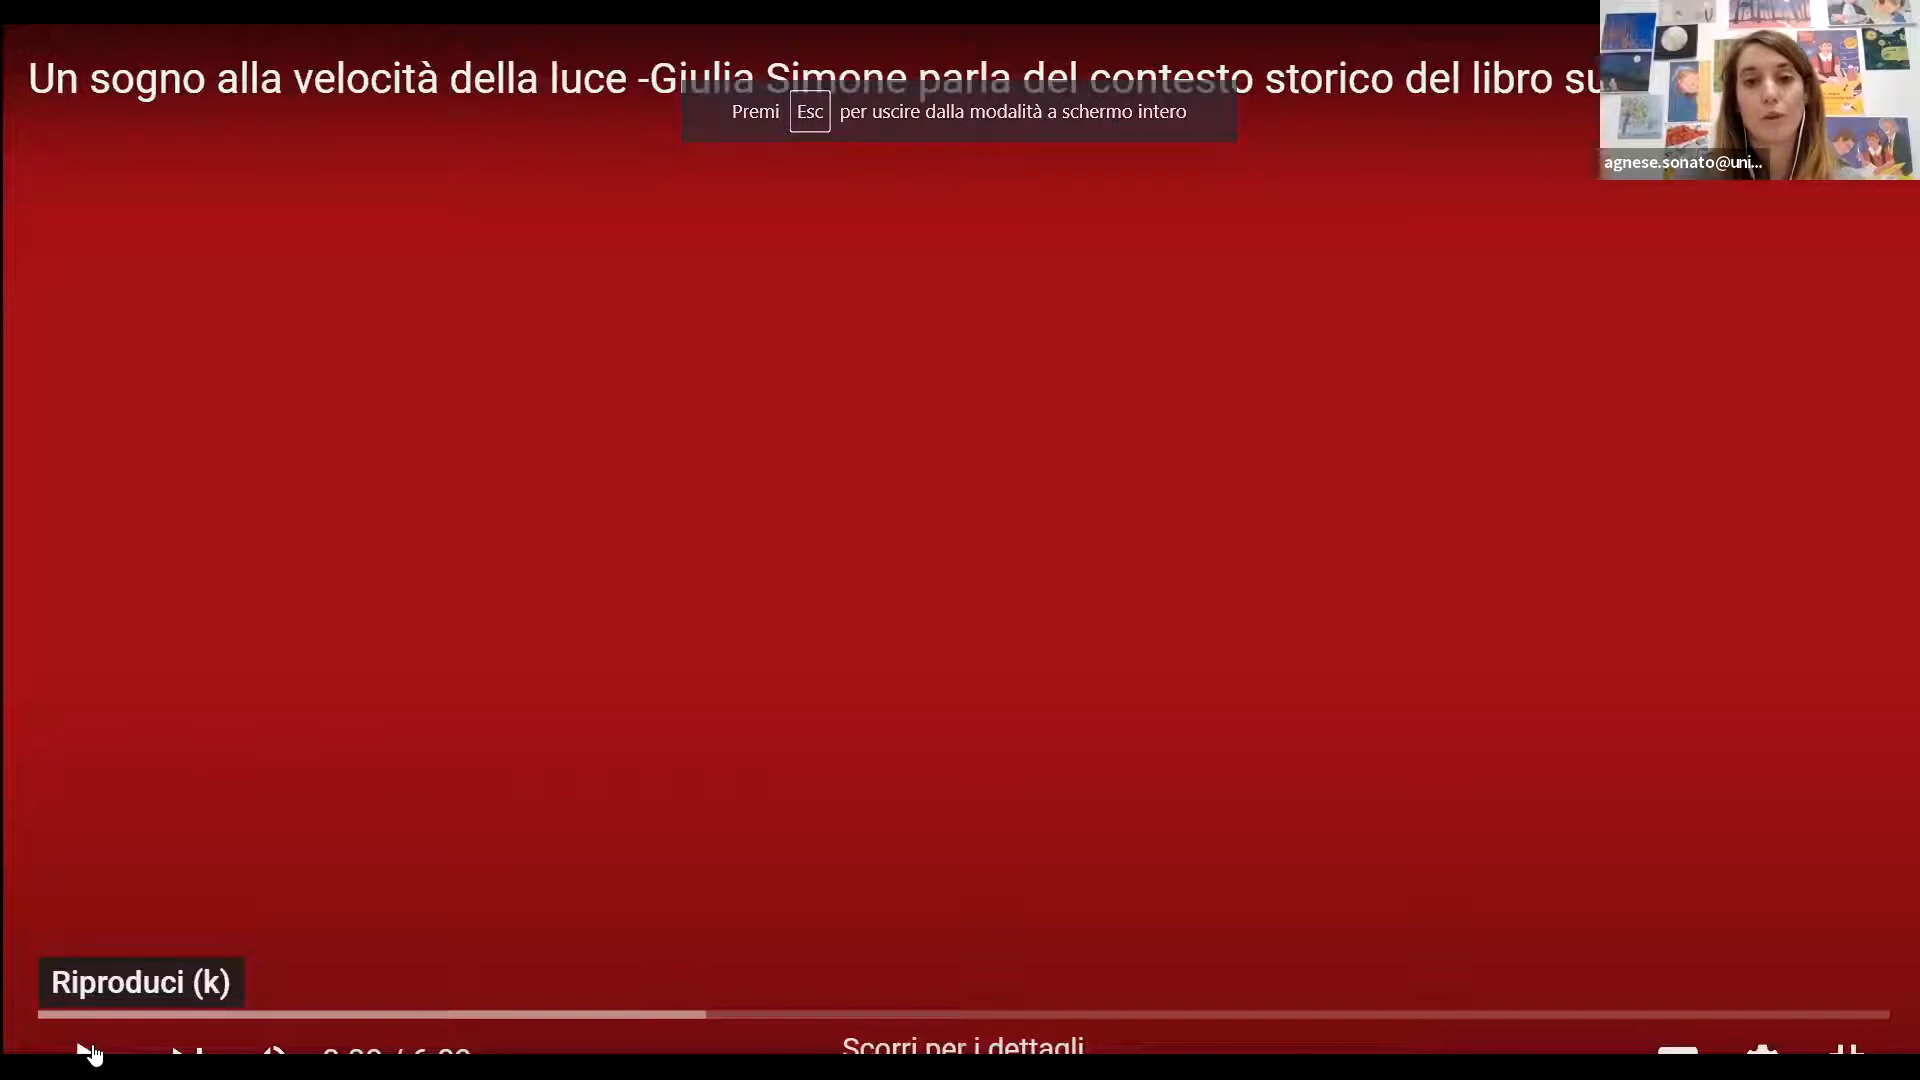 Un sogno alla velocità della luce -Giulia Simone parla del contesto storico del libro su
Premi Esc per uscire dalla modalità a schermo intero
agnese.sonato@uni...
Riproduci (k)
Scorri per i dettagli